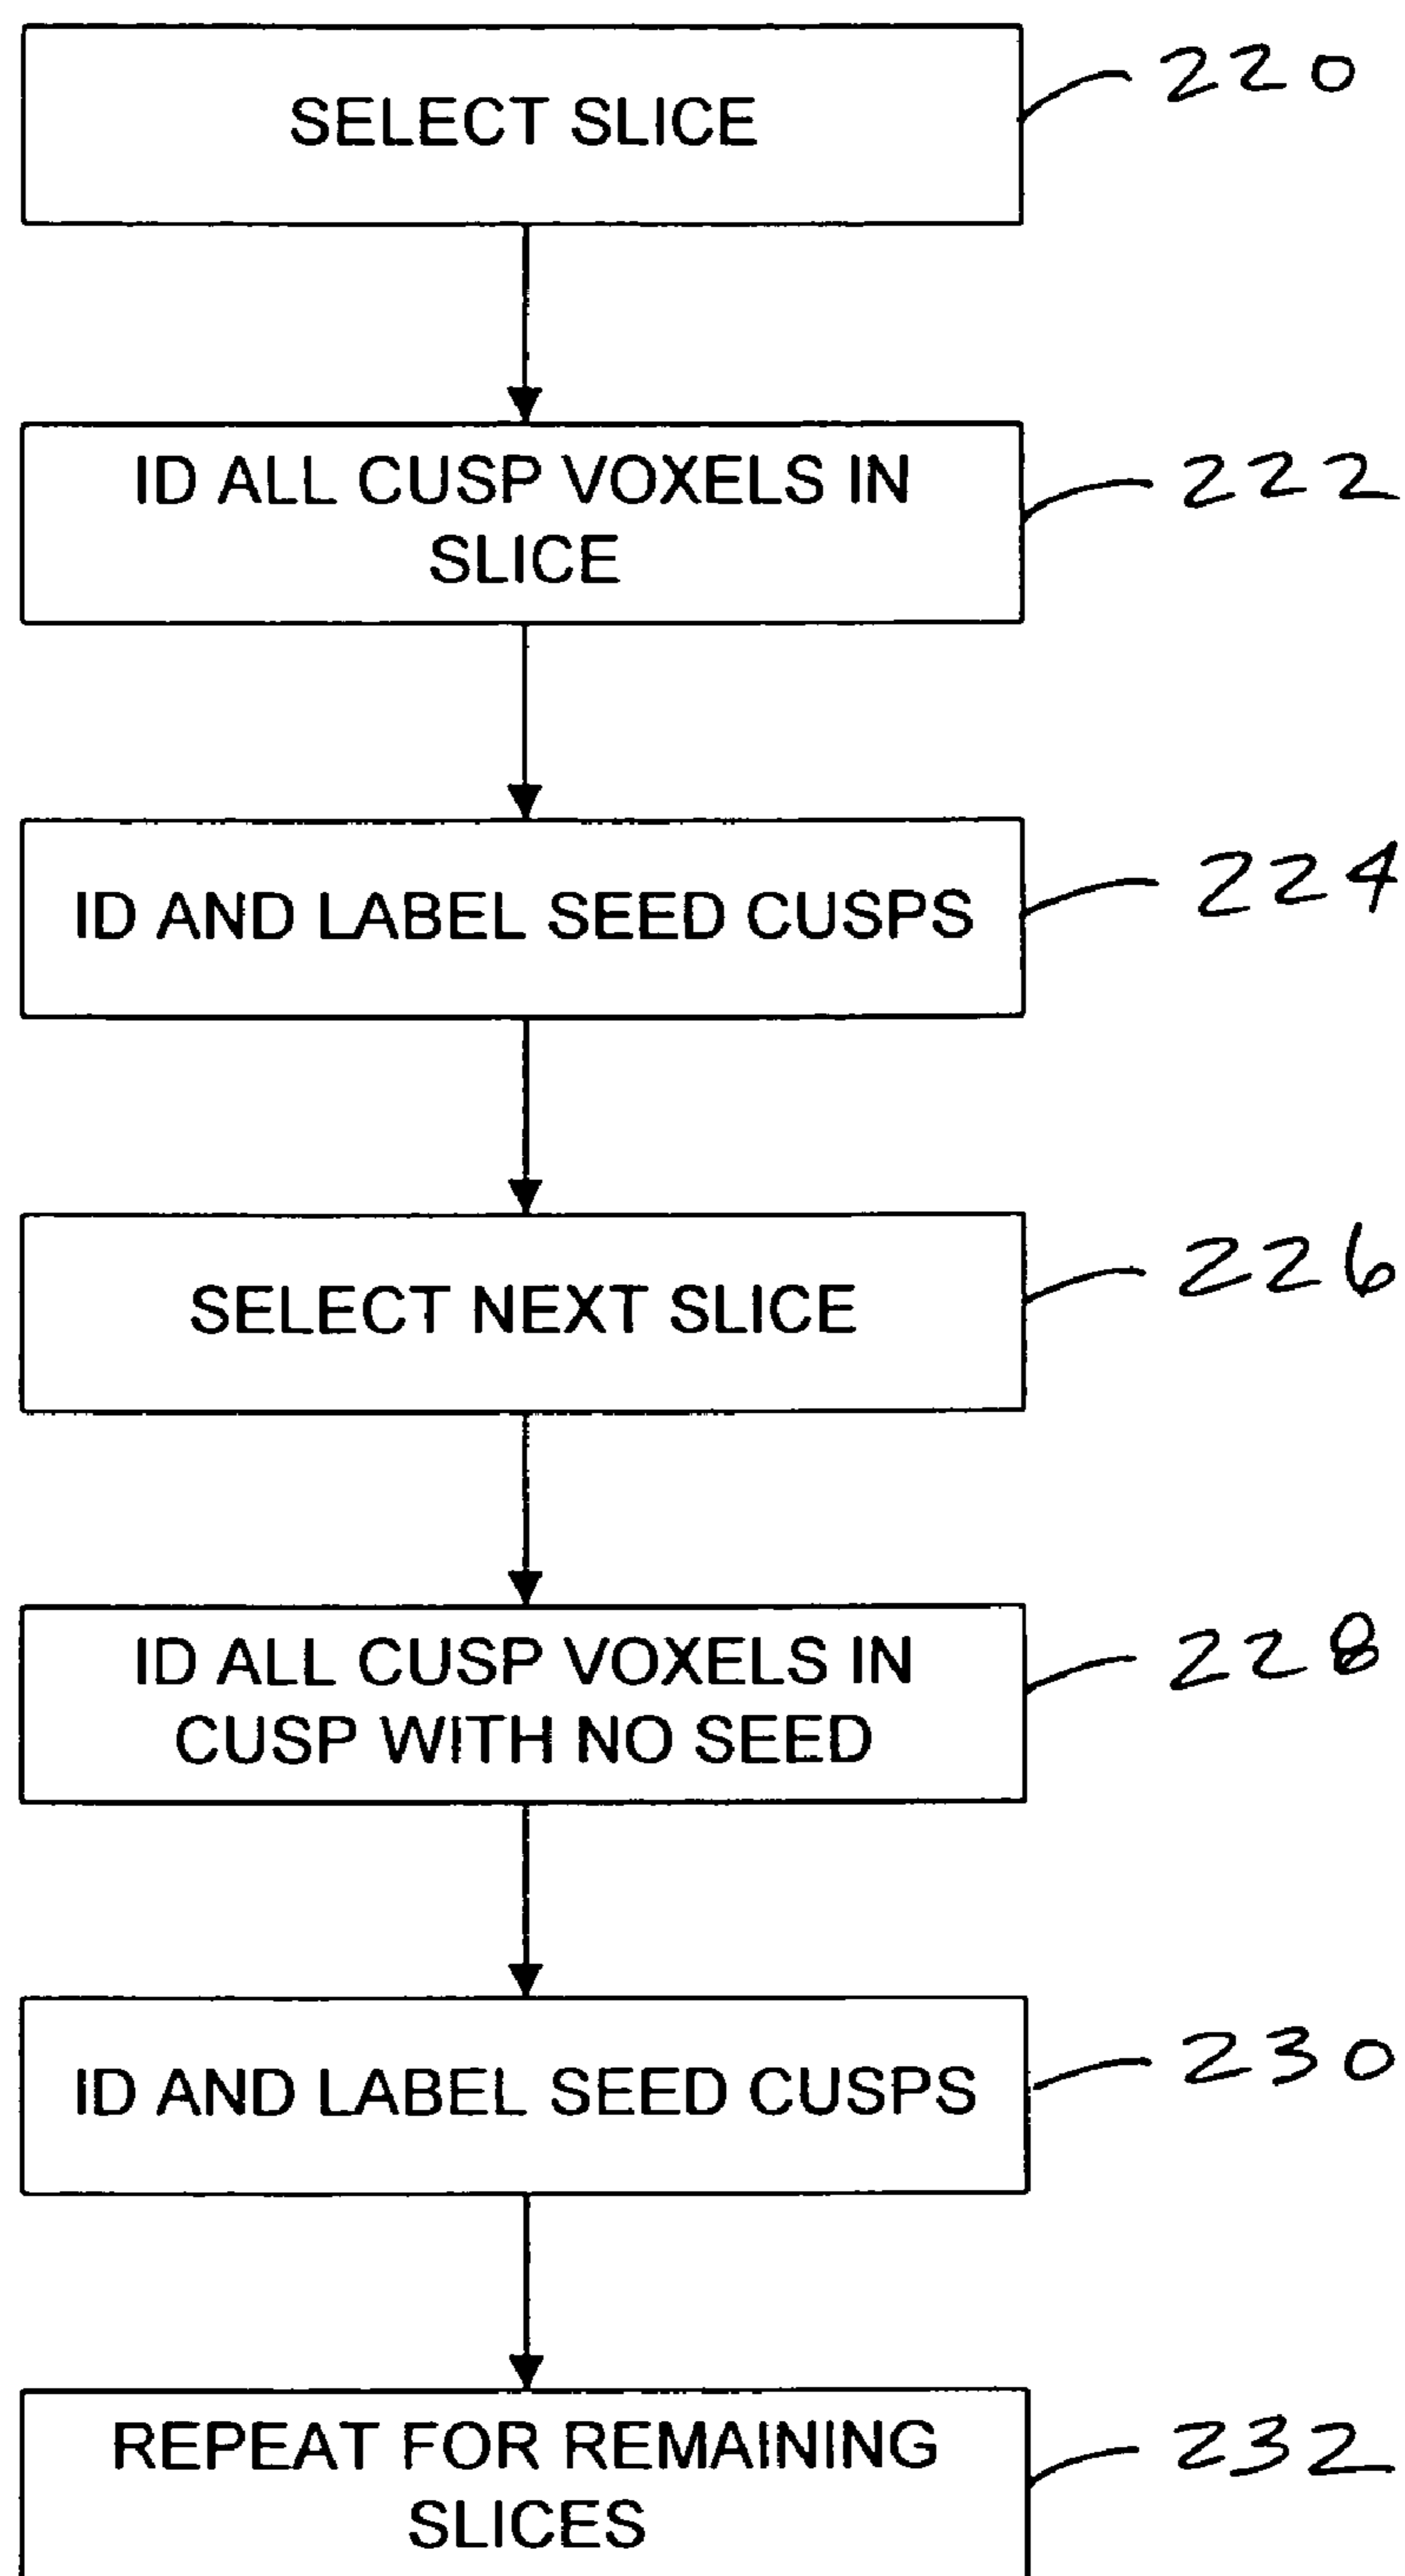 SELECT SLICE
220
ID ALL CUSP VOXELS IN
SLICE
222
ID AND LABEL SEED CUSPS
224
SELECT NEXT SLICE
226
ID ALL CUSP VOXELS IN
CUSP WITH NO SEED
228
ID AND LABEL SEED CUSPS
230
REPEAT FOR REMAINING
SLICES
232